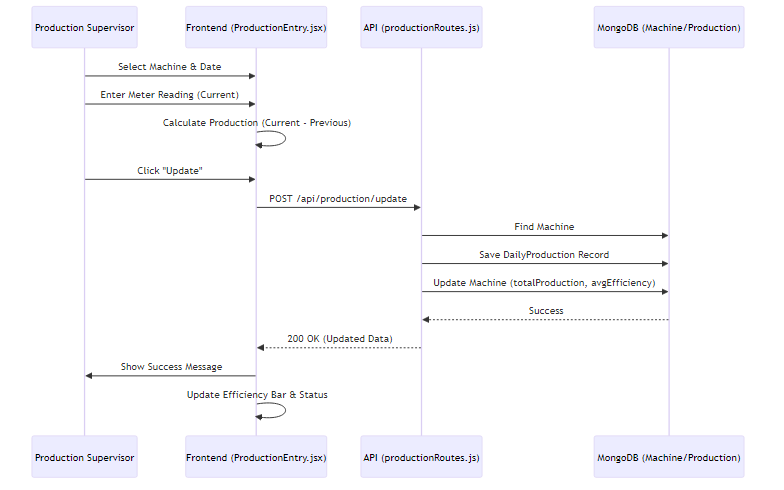 Production Supervisor
Frontend (ProductionEntry.jsx)
API (productionRoutes.js)
MongoDB (Machine/Production)
Select Machine & Date
Enter Meter Reading (Current)
Calculate Production (Current - Previous)
Click "Update"
POST /api/production/update
Find Machine
Save DailyProduction Record
Update Machine (totalProduction, avgEfficiency)
Success
200 OK (Updated Data)
Show Success Message
Update Efficiency Bar & Status
Production Supervisor
Frontend (ProductionEntry.jsx)
API (productionRoutes.js)
MongoDB (Machine/Production)